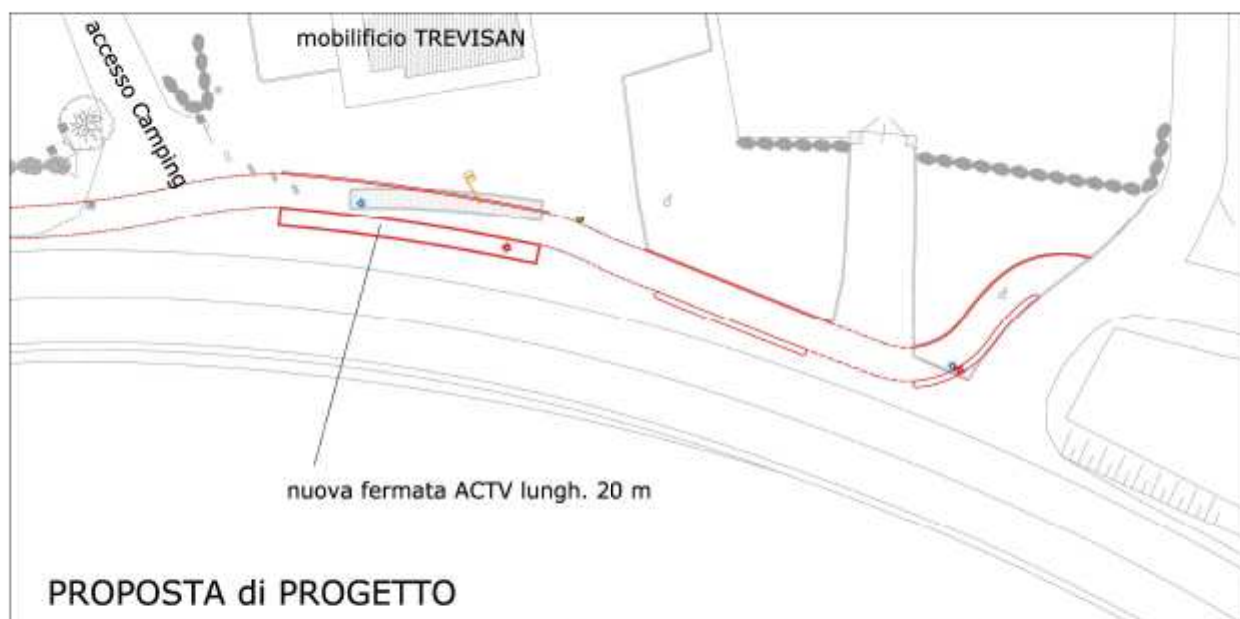 mobilificio TREVISAN
accesso Camping
nuova fermata ACTV lungh. 20 m
PROPOSTA di PROGETTO